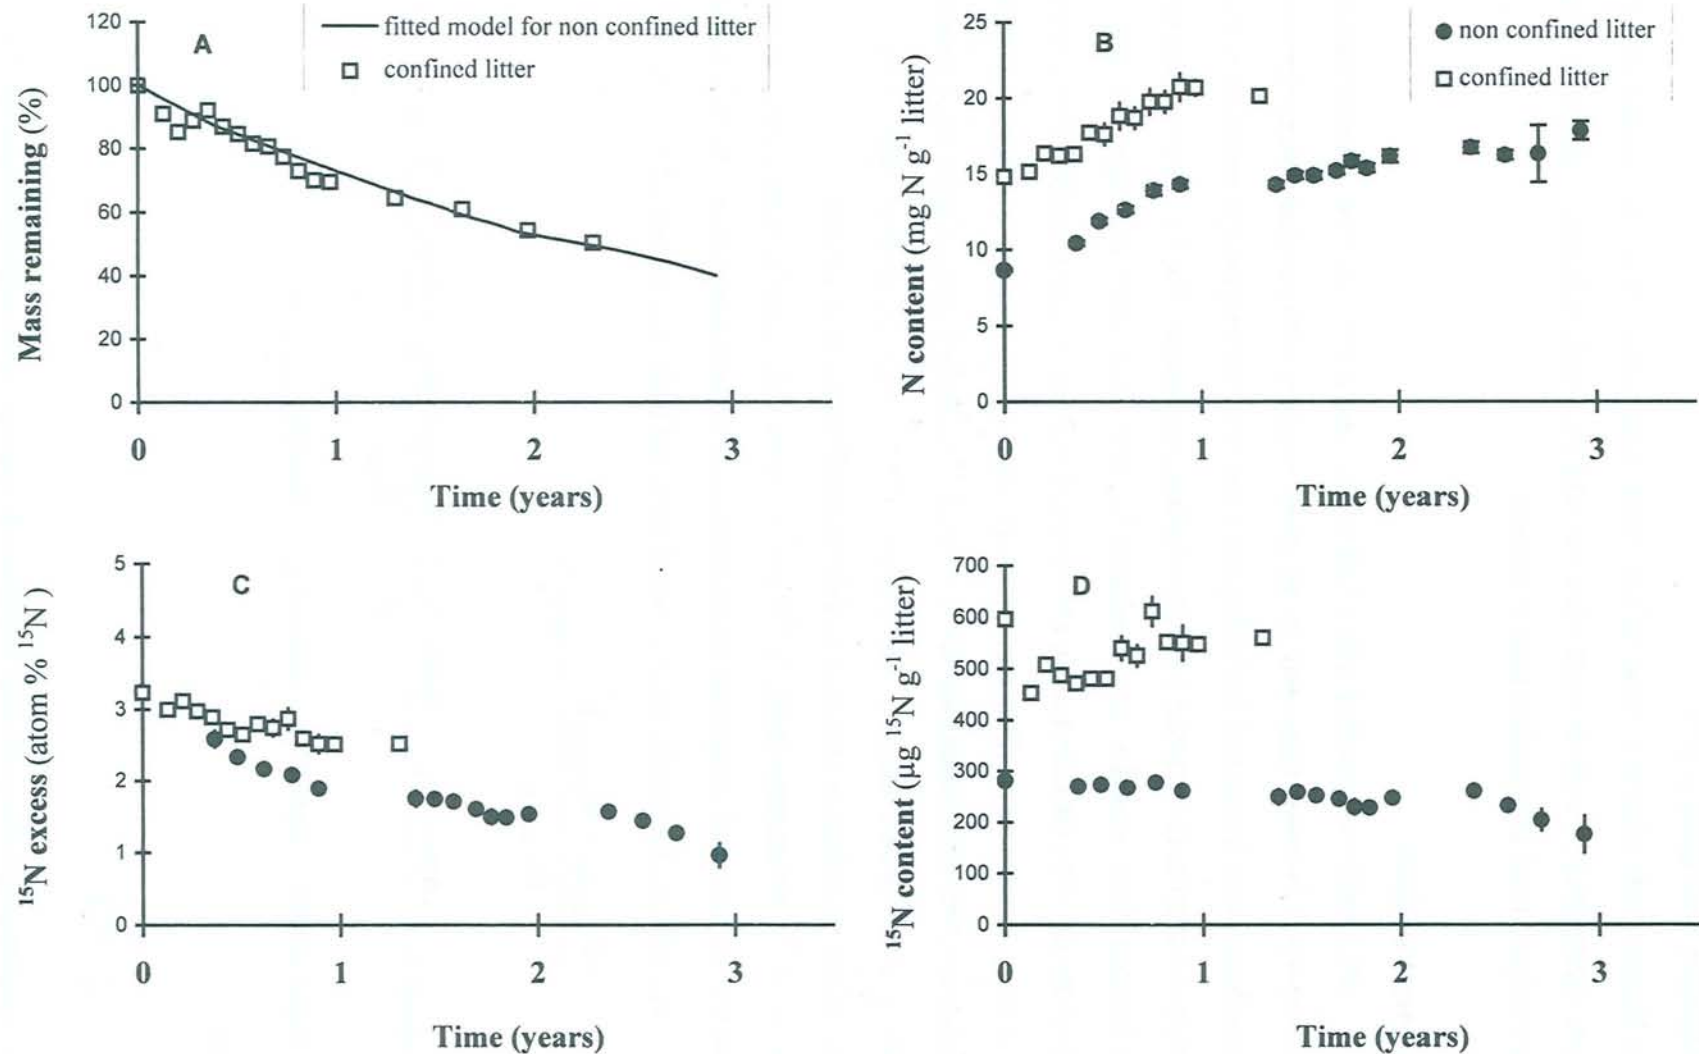 A
fitted model for non confined litter
confined litter
Mass remaining (%)
120
100
80
60
40
20
0
0 1 2 3
Time (years)
B
non confined litter
confined litter
N content (mg N g⁻¹ litter)
25
20
15
10
5
0
0 1 2 3
Time (years)
C
¹⁵N excess (atom % ¹⁵N )
5
4
3
2
1
0
0 1 2 3
Time (years)
D
¹⁵N content (µg ¹⁵N g⁻¹ litter)
700
600
500
400
300
200
100
0
0 1 2 3
Time (years)